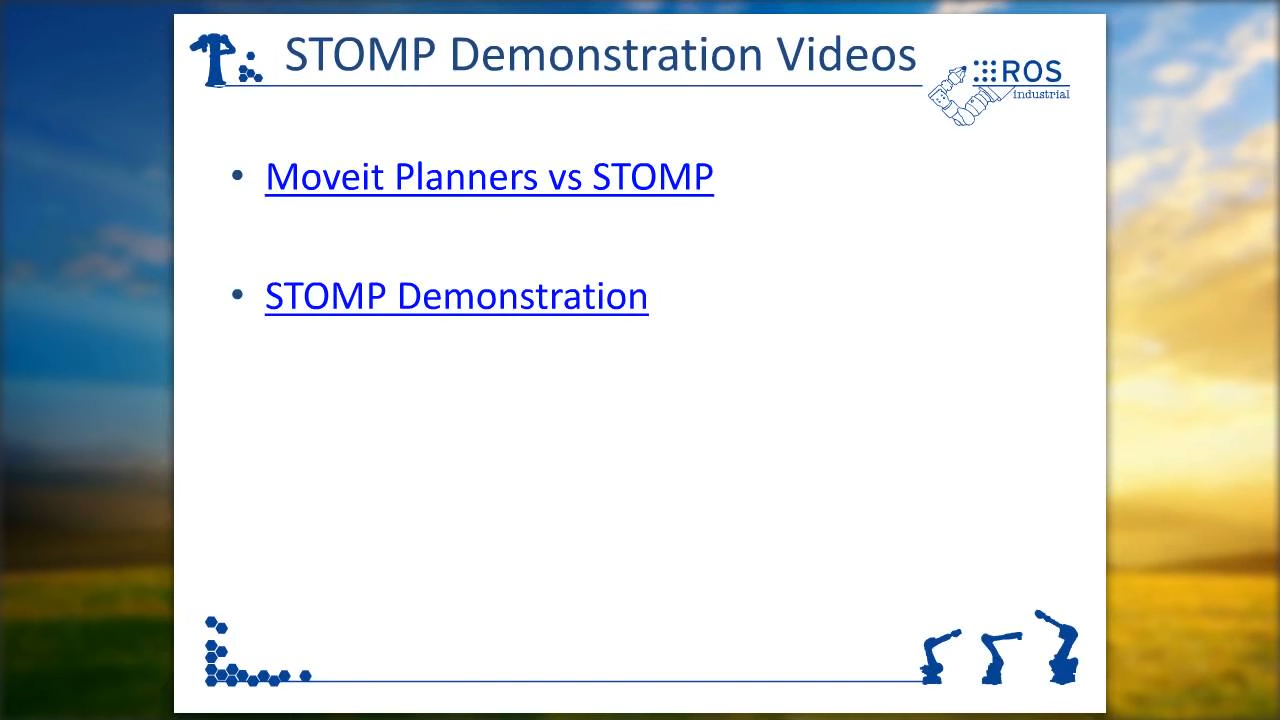 STOMP Demonstration Videos
ROS
industrial
• Moveit Planners vs STOMP
• STOMP Demonstration